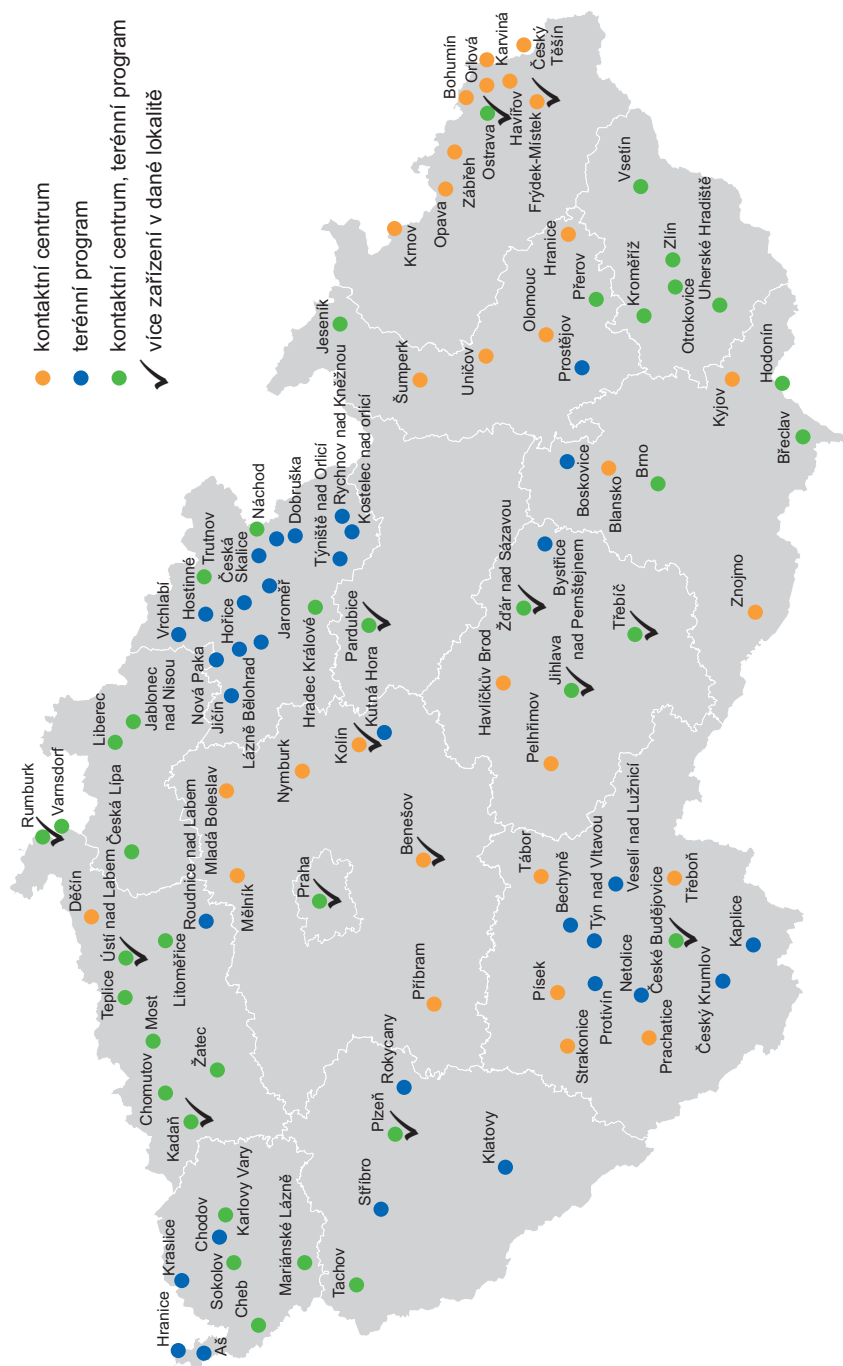 kontaktní centrum
terénní program
kontaktní centrum, terénní program
více zařízení v dané lokalitě
Hranice
Aš
Kraslice
Chodov
Sokolov
Karlovy Vary
Cheb
Mariánské Lázně
Tachov
Stříbro
Klatovy
Plzeň
Rokycany
Kadaň
Chomutov
Žatec
Most
Teplice
Litoměřice
Ústí nad Labem
Děčín
Roudnice nad Labem
Rumburk
Varnsdorf
Česká Lípa
Liberec
Jablonec
nad Nisou
Mělník
Mladá Boleslav
Nymburk
Praha
Příbram
Benešov
Kolín
Kutná Hora
Jičín
Nová Paka
Lázně Bělohrad
Hořice
Vrchlabí
Hostinné
Trutnov
Česká
Skalice
Jaroměř
Náchod
Dobruška
Hradec Králové
Týniště nad Orlicí
Rychnov nad Kněžnou
Kostelec nad orlicí
Pardubice
Strakonice
Písek
Protivín
Netolice
Prachatice
Český Krumlov
Kaplice
České Budějovice
Třeboň
Veselí nad Lužnicí
Týn nad Vltavou
Bechyně
Tábor
Pelhřimov
Havlíčkův Brod
Jihlava
Žďár nad Sázavou
Bystřice
nad Pernštejnem
Třebíč
Znojmo
Boskovice
Blansko
Brno
Břeclav
Hodonín
Kyjov
Jeseník
Šumperk
Uničov
Olomouc
Prostějov
Přerov
Hranice
Kroměříž
Otrokovice
Zlín
Uherské Hradiště
Vsetín
Krnov
Opava
Zábřeh
Ostrava
Bohumín
Orlová
Karviná
Havířov
Český
Těšín
Frýdek-Místek